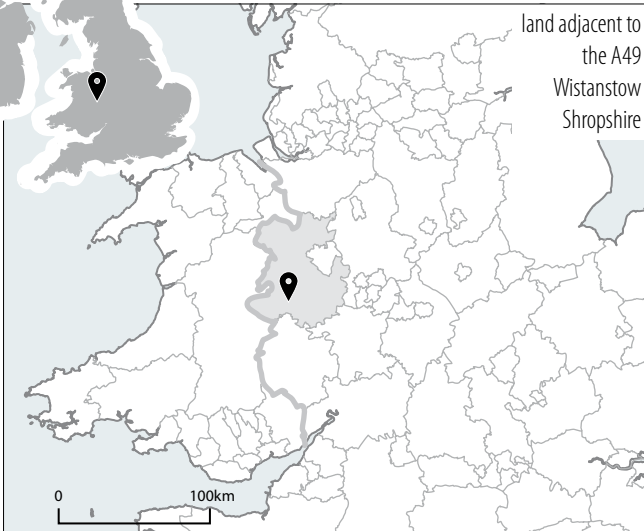 land adjacent to
the A49
Wistanstow
Shropshire
0
100km